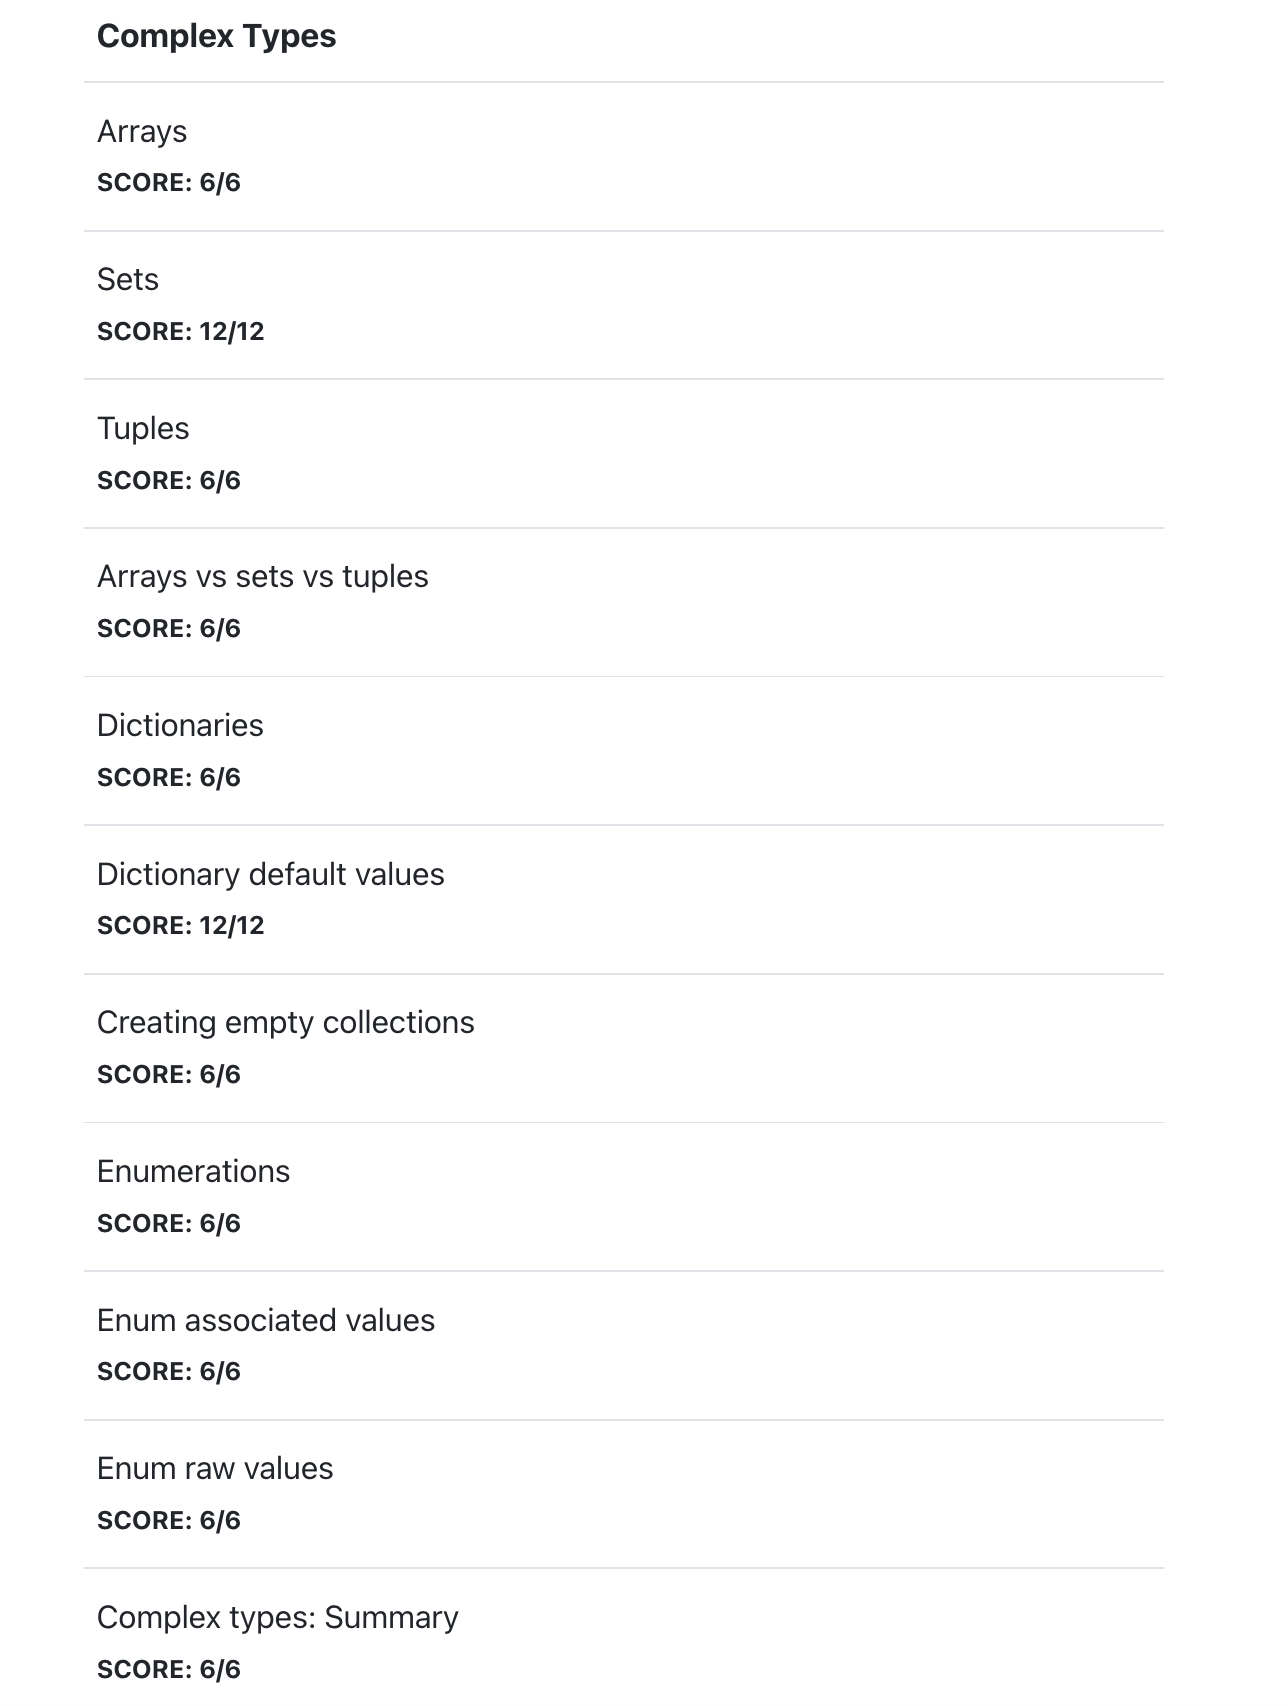 Complex Types
Arrays
SCORE: 6/6
Sets
SCORE: 12/12
Tuples
SCORE: 6/6
Arrays vs sets vs tuples
SCORE: 6/6
Dictionaries
SCORE: 6/6
Dictionary default values
SCORE: 12/12
Creating empty collections
SCORE: 6/6
Enumerations
SCORE: 6/6
Enum associated values
SCORE: 6/6
Enum raw values
SCORE: 6/6
Complex types: Summary
SCORE: 6/6